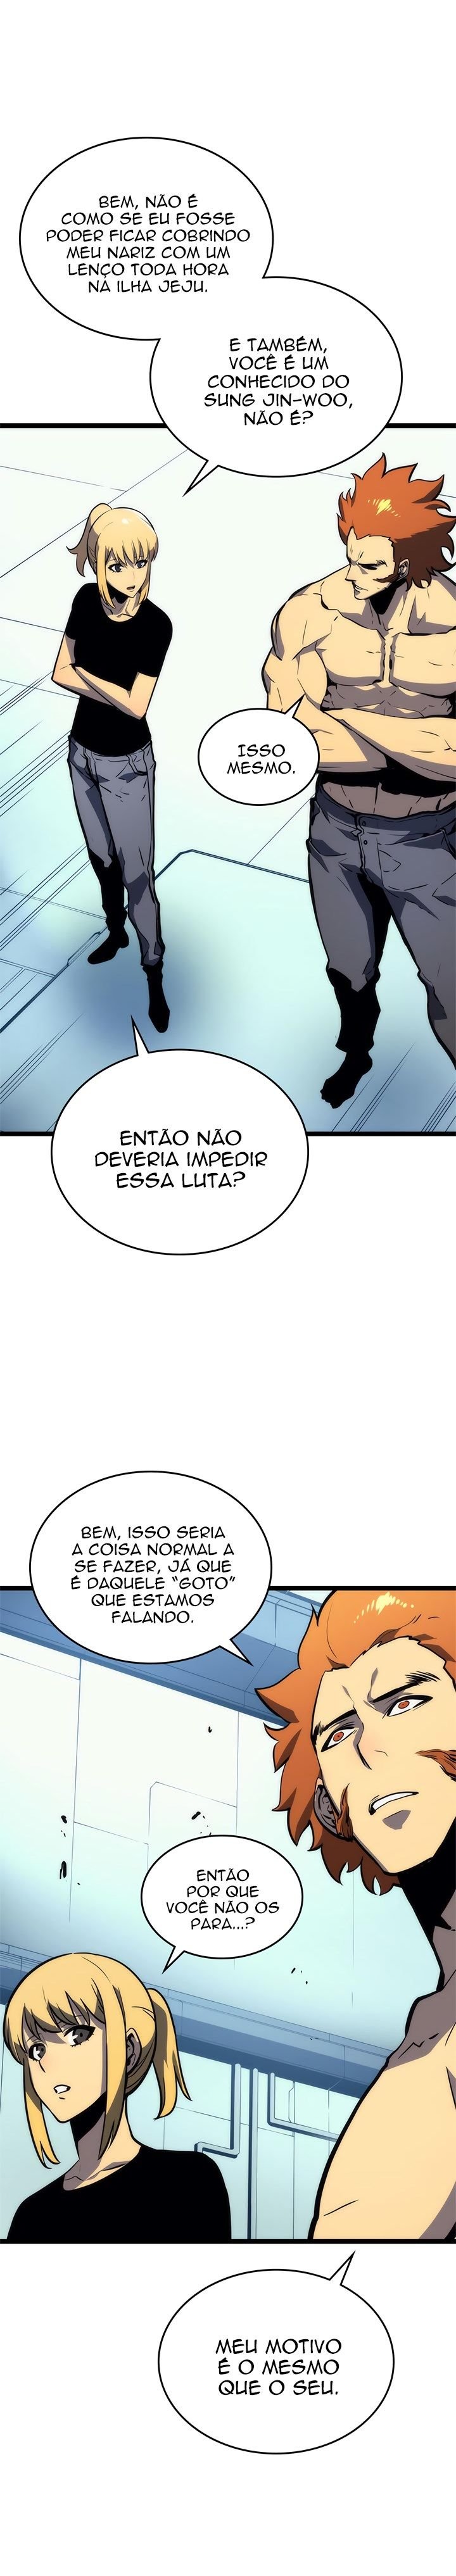 BEM, NÃO É
COMO SE EU FOSSE
PODER FICAR COBRINDO
MEU NARIZ COM UM
LENÇO TODA HORA
NA ILHA JEJU.
E TAMBÉM,
VOCÊ É UM
CONHECIDO DO
SUNG JIN-WOO,
NÃO É?
ISSO
MESMO.
ENTÃO NÃO
DEVERIA IMPEDIR
ESSA LUTA?
BEM, ISSO SERIA
A COISA NORMAL A
SE FAZER, JÁ QUE
É DAQUELE “GOTO”
QUE ESTAMOS
FALANDO.
ENTÃO
POR QUE
VOCÊ NÃO OS
PARA...?
MEU MOTIVO
É O MESMO
QUE O SEU.